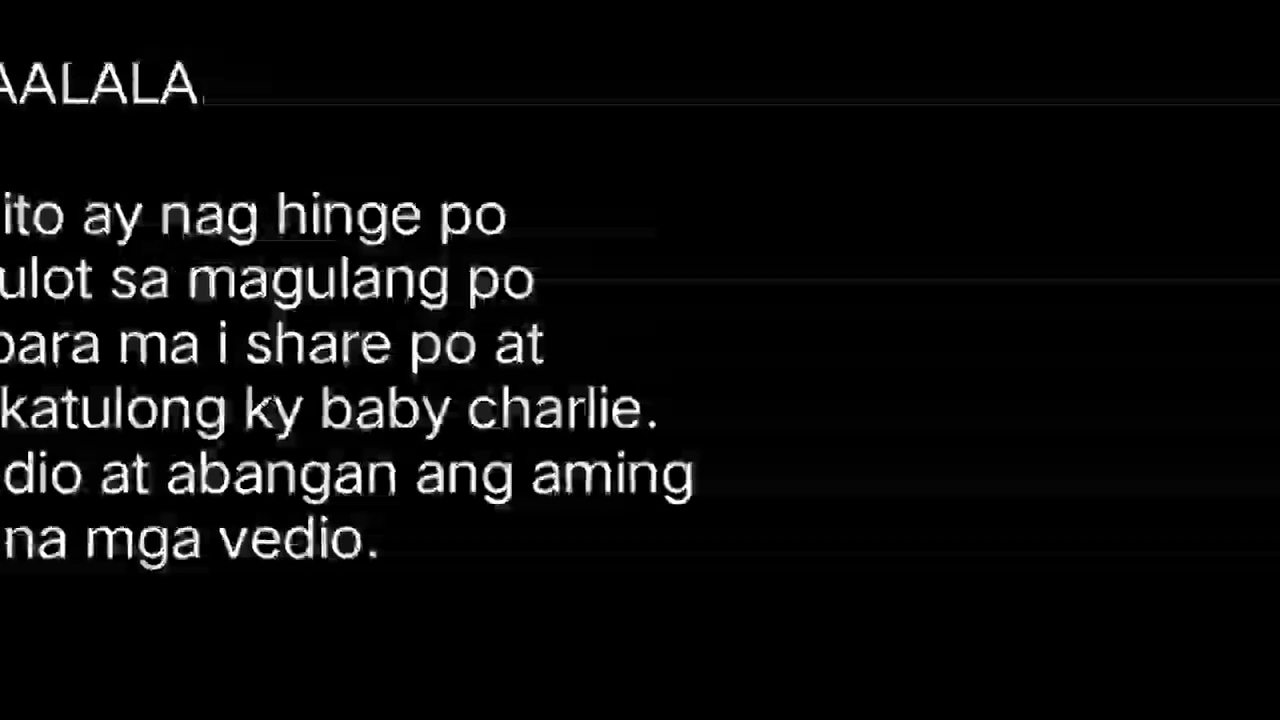 AALALA
ito ay nag hinge po
ulot sa magulang po
para ma i share po at
katulong ky baby charlie.
dio at abangan ang aming
na mga vedio.